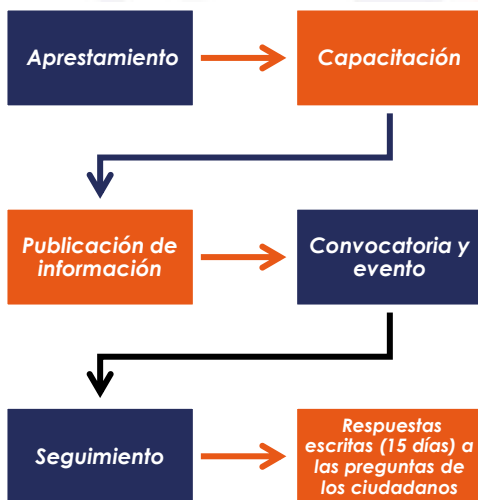 Aprestamiento
Capacitación
Publicación de
información
Convocatoria y
evento
Seguimiento
Respuestas
escritas (15 días) a
las preguntas de
los ciudadanos